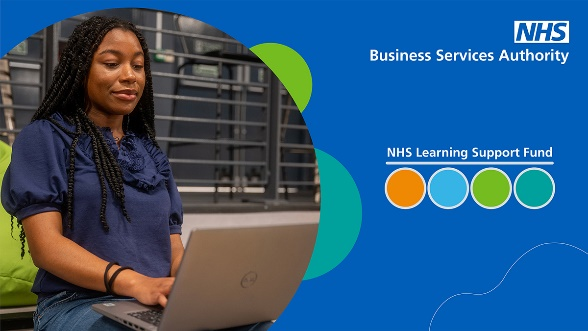 NHS
Business Services Authority
NHS Learning Support Fund